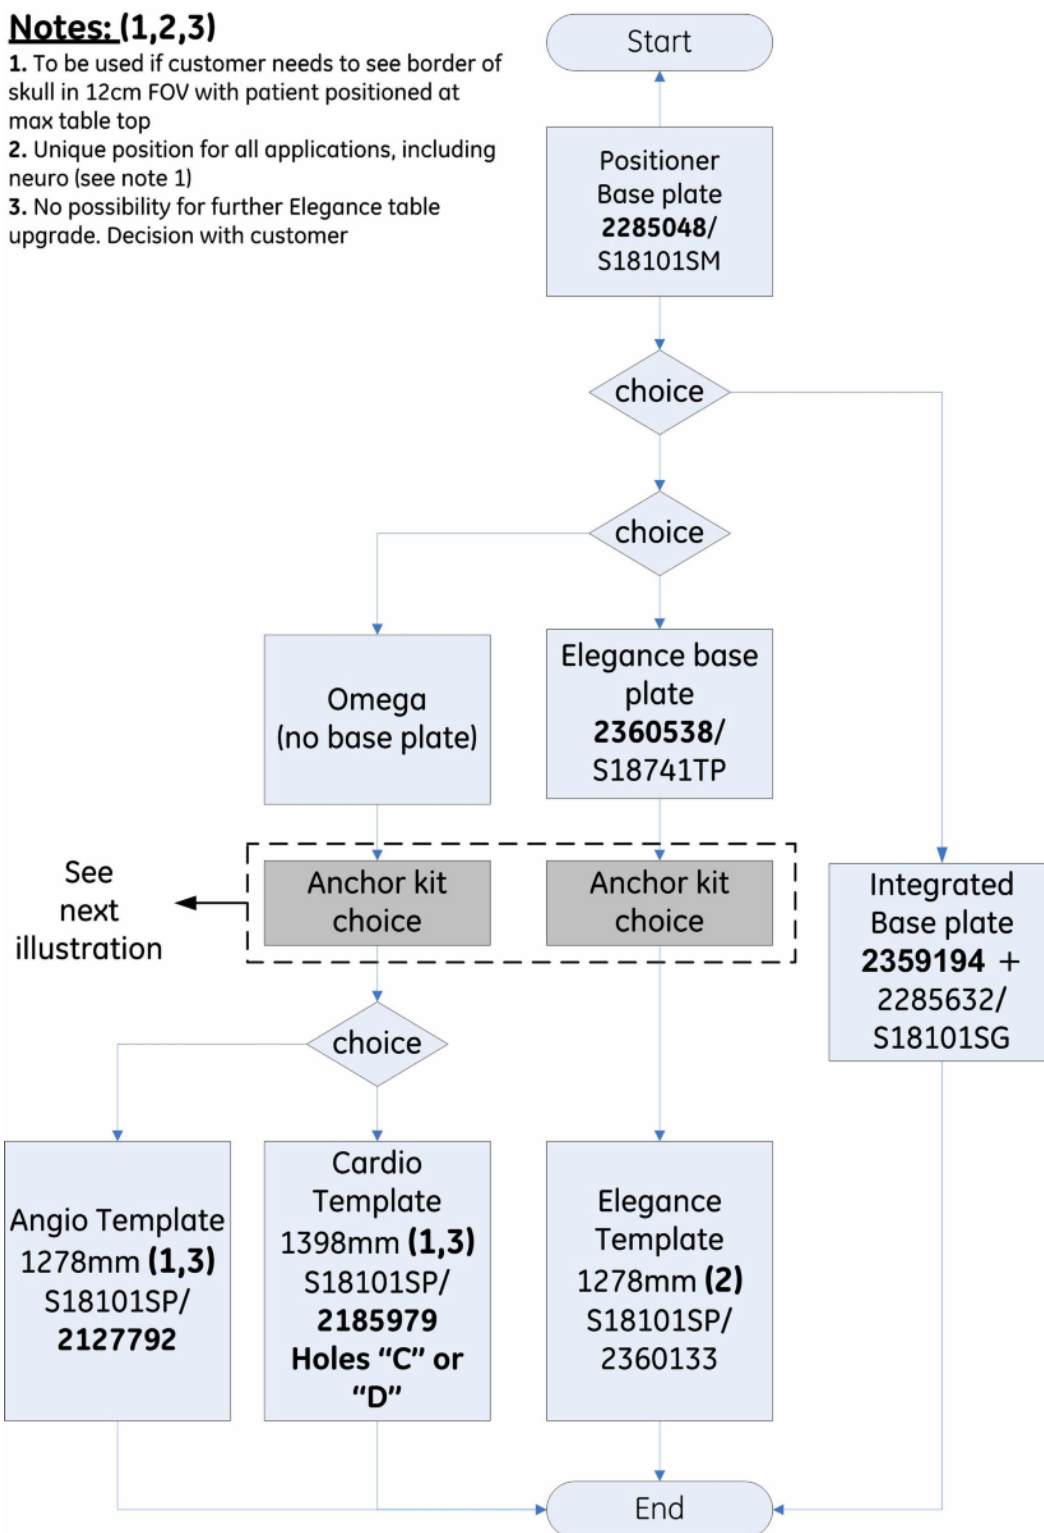 Notes: (1,2,3)
1. To be used if customer needs to see border of
skull in 12cm FOV with patient positioned at
max table top
2. Unique position for all applications, including
neuro (see note 1)
3. No possibility for further Elegance table
upgrade. Decision with customer
Start
Positioner
Base plate
2285048/
S18101SM
choice
choice
Omega
(no base plate)
Elegance base
plate
2360538/
S18741TP
See
next
illustration
Anchor kit
choice
Anchor kit
choice
Integrated
Base plate
2359194 +
2285632/
S18101SG
choice
Angio Template
1278mm (1,3)
S18101SP/
2127792
Cardio
Template
1398mm (1,3)
S18101SP/
2185979
Holes “C” or
“D”
Elegance
Template
1278mm (2)
S18101SP/
2360133
End